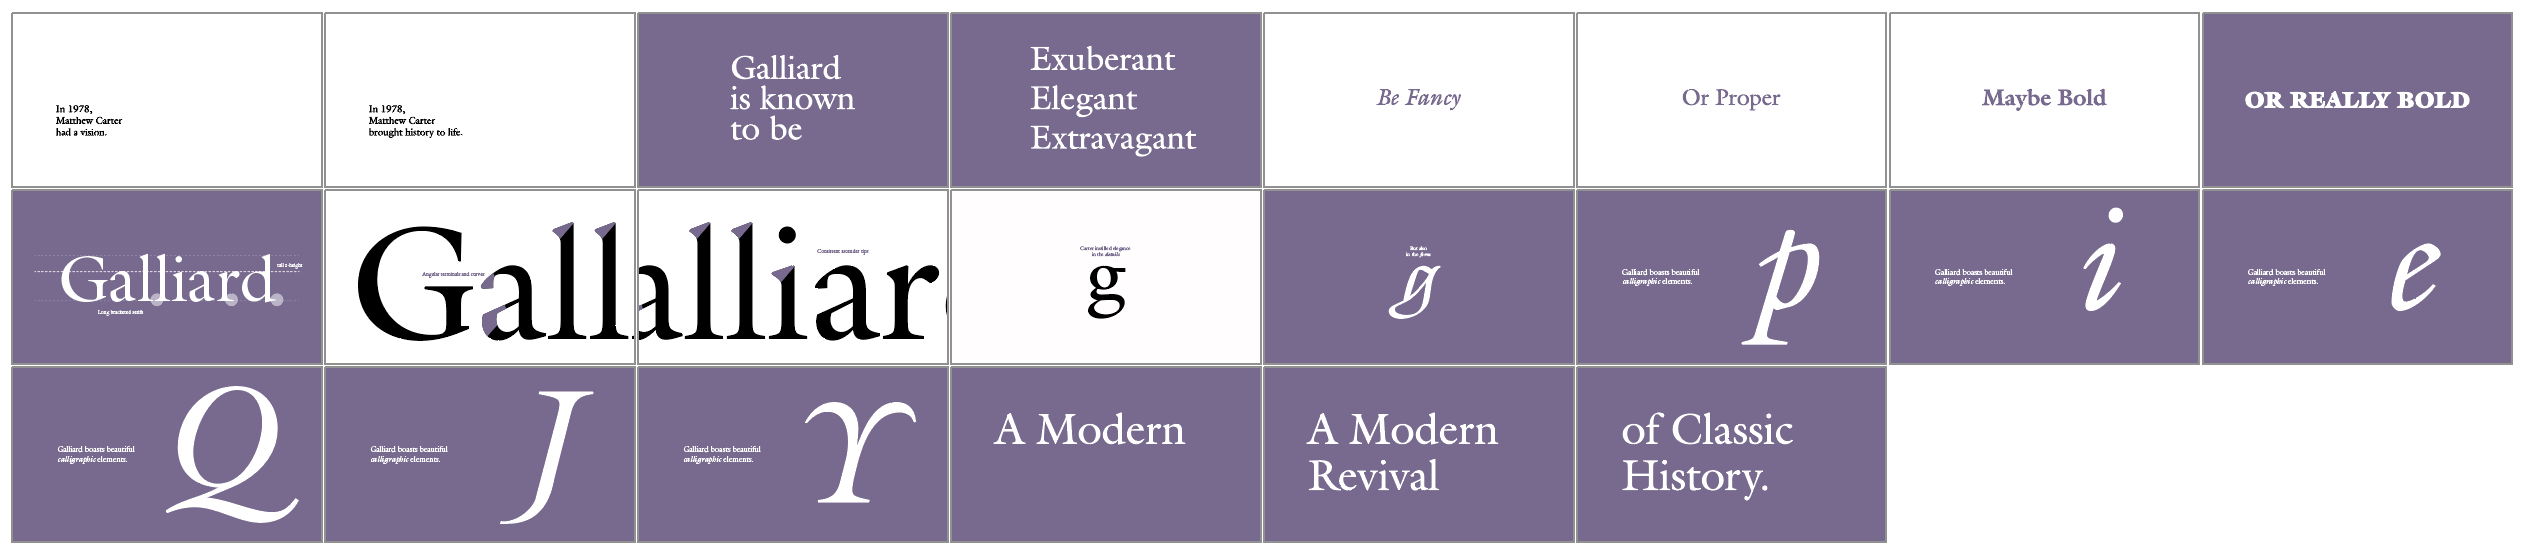 In 1978,
Matthew Carter
had a vision.
In 1978,
Matthew Carter
brought history to life.
Galliard
is known
to be
Exuberant
Elegant
Extravagant
Be Fancy
Or Proper
Maybe Bold
OR REALLY BOLD
Galliard.
tall x-height
Long bracketed serifs
Gall
Angular terminals and curves
alliar
Consistent ascender tips
Carter instilled elegance
in the details
g
But also
in the form
g
Galliard boasts beautiful
calligraphic elements.
p
Galliard boasts beautiful
calligraphic elements.
i
Galliard boasts beautiful
calligraphic elements.
e
Galliard boasts beautiful
calligraphic elements.
Q
Galliard boasts beautiful
calligraphic elements.
J
Galliard boasts beautiful
calligraphic elements.
Y
A Modern
A Modern
Revival
of Classic
History.